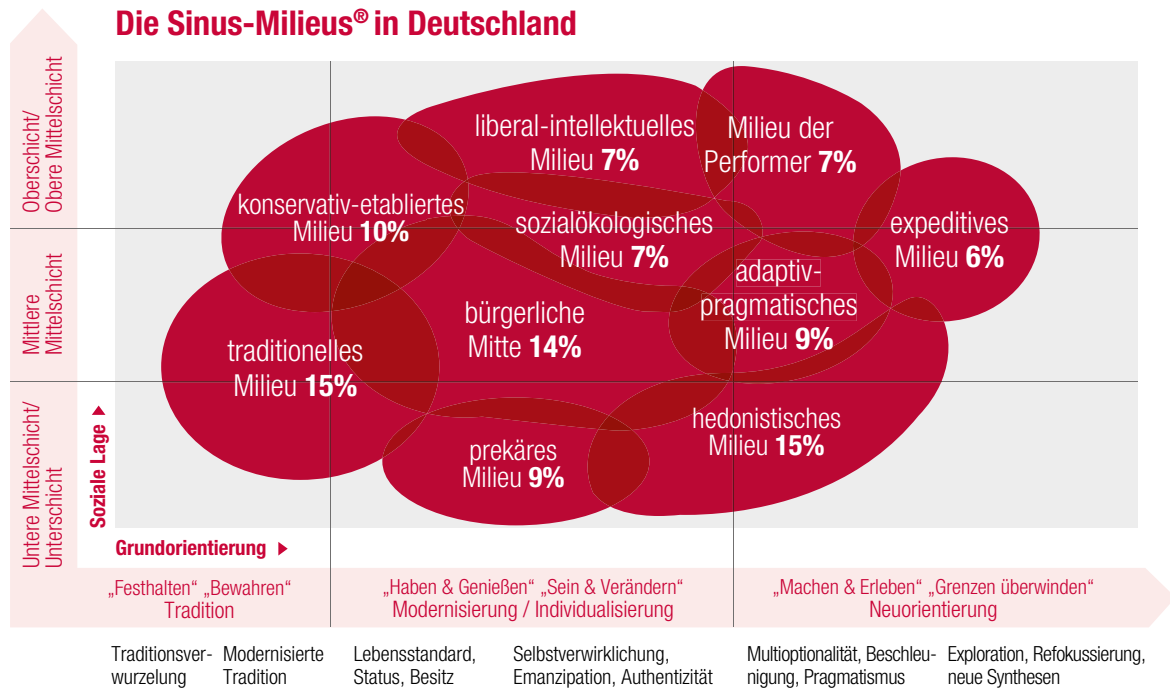 Die Sinus-Milieus® in Deutschland
Oberschicht/
Obere Mittelschicht
Mittlere
Mittelschicht
Untere Mittelschicht/
Unterschicht
Soziale Lage ▶
liberal-intellektuelles
Milieu 7%
Milieu der
Performer 7%
konservativ-etabliertes
Milieu 10%
sozialökologisches
Milieu 7%
expeditives
Milieu 6%
adaptiv-
pragmatisches
Milieu 9%
bürgerliche
Mitte 14%
traditionelles
Milieu 15%
hedonistisches
Milieu 15%
prekäres
Milieu 9%
Grundorientierung ▶
„Festhalten“ „Bewahren“
Tradition
„Haben & Genießen“ „Sein & Verändern“
Modernisierung / Individualisierung
„Machen & Erleben“ „Grenzen überwinden“
Neuorientierung
Traditionsver-
wurzelung
Modernisierte
Tradition
Lebensstandard,
Status, Besitz
Selbstverwirklichung,
Emanzipation, Authentizität
Multioptionalität, Beschleu-
nigung, Pragmatismus
Exploration, Refokussierung,
neue Synthesen